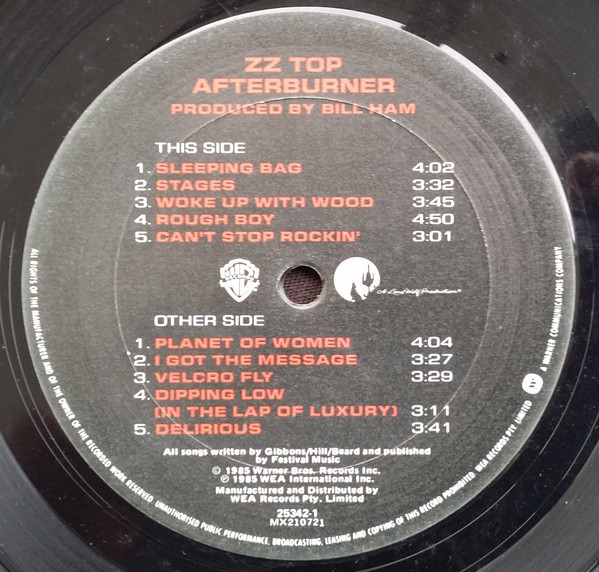 ZZ TOP
AFTERBURNER
PRODUCED BY BILL HAM
THIS SIDE
1. SLEEPING BAG 4:02
2. STAGES 3:32
3. WOKE UP WITH WOOD 3:45
4. ROUGH BOY 4:50
5. CAN'T STOP ROCKIN' 3:01
A Lone Wolf Production
OTHER SIDE
1. PLANET OF WOMEN 4:04
2. I GOT THE MESSAGE 3:27
3. VELCRO FLY 3:29
4. DIPPING LOW
(IN THE LAP OF LUXURY) 3:11
5. DELIRIOUS 3:41
All songs written by Gibbons/Hill/Beard and published
by Festival Music
© 1985 Warner Bros. Records Inc.
℗ 1985 WEA International Inc.
Manufactured and Distributed by
WEA Records Pty. Limited
25342-1
MX210721
ALL RIGHTS OF THE MANUFACTURER AND OF THE OWNER OF THE RECORDED WORK RESERVED UNAUTHORISED PUBLIC PERFORMANCE, BROADCASTING, LEASING AND COPYING OF THIS RECORD PROHIBITED WEA RECORDS PTY. LIMITED A WARNER COMMUNICATIONS COMPANY